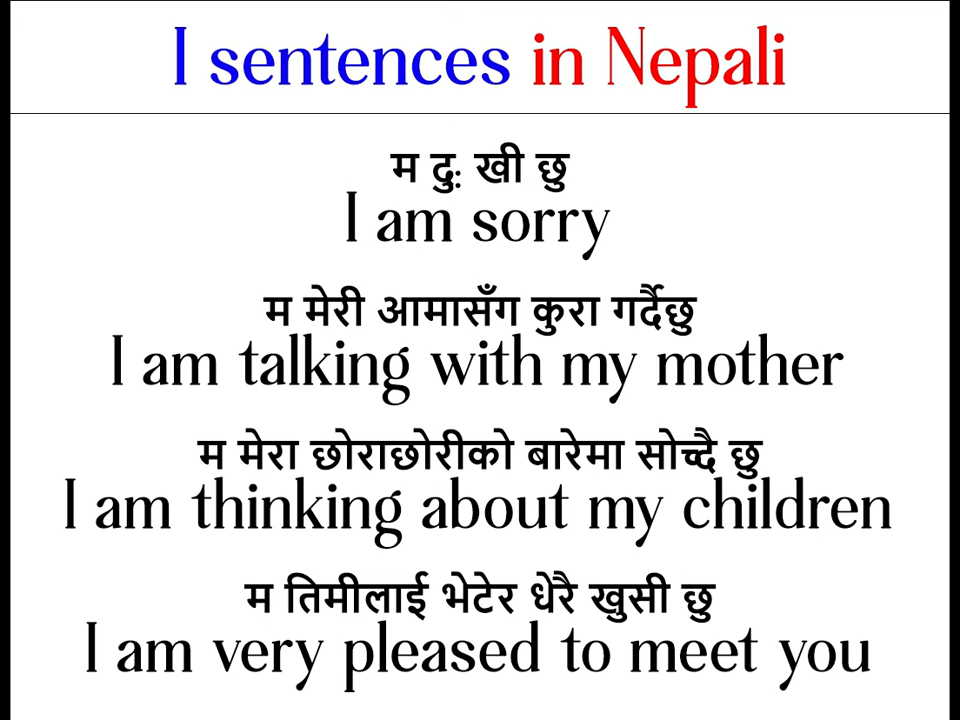 I sentences in Nepali
म दुः खी छु
I am sorry
म मेरी आमासँग कुरा गर्दैछु
I am talking with my mother
म मेरा छोराछोरीको बारेमा सोच्दै छु
I am thinking about my children
म तिमीलाई भेटेर धेरै खुसी छु
I am very pleased to meet you